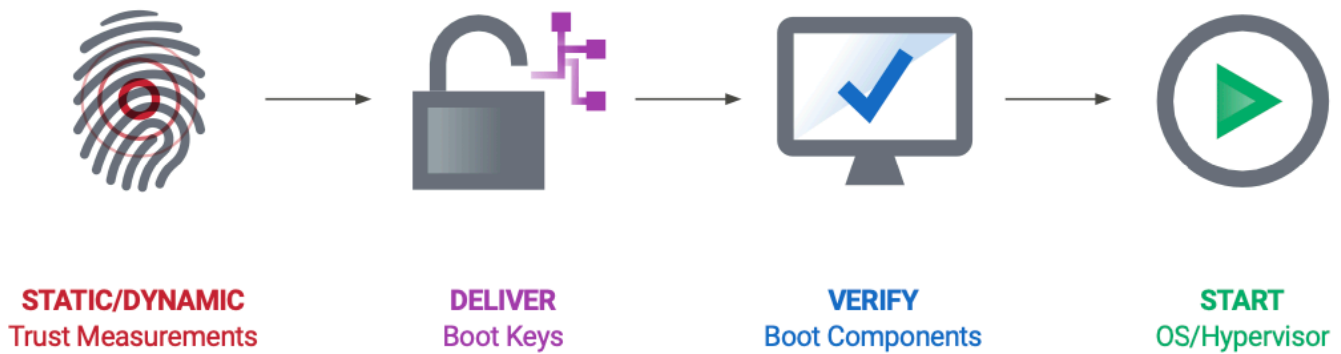 STATIC/DYNAMIC
Trust Measurements
DELIVER
Boot Keys
VERIFY
Boot Components
START
OS/Hypervisor